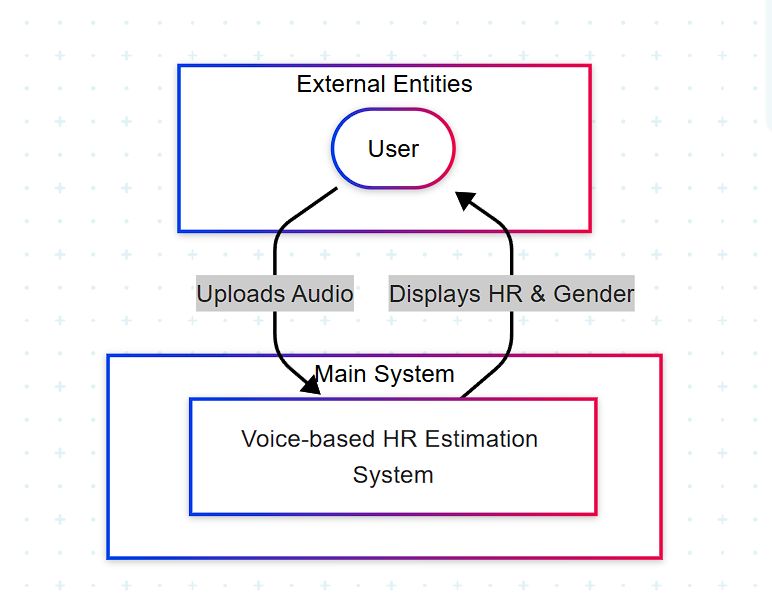 External Entities
User
Uploads Audio
Displays HR & Gender
Main System
Voice-based HR Estimation
System